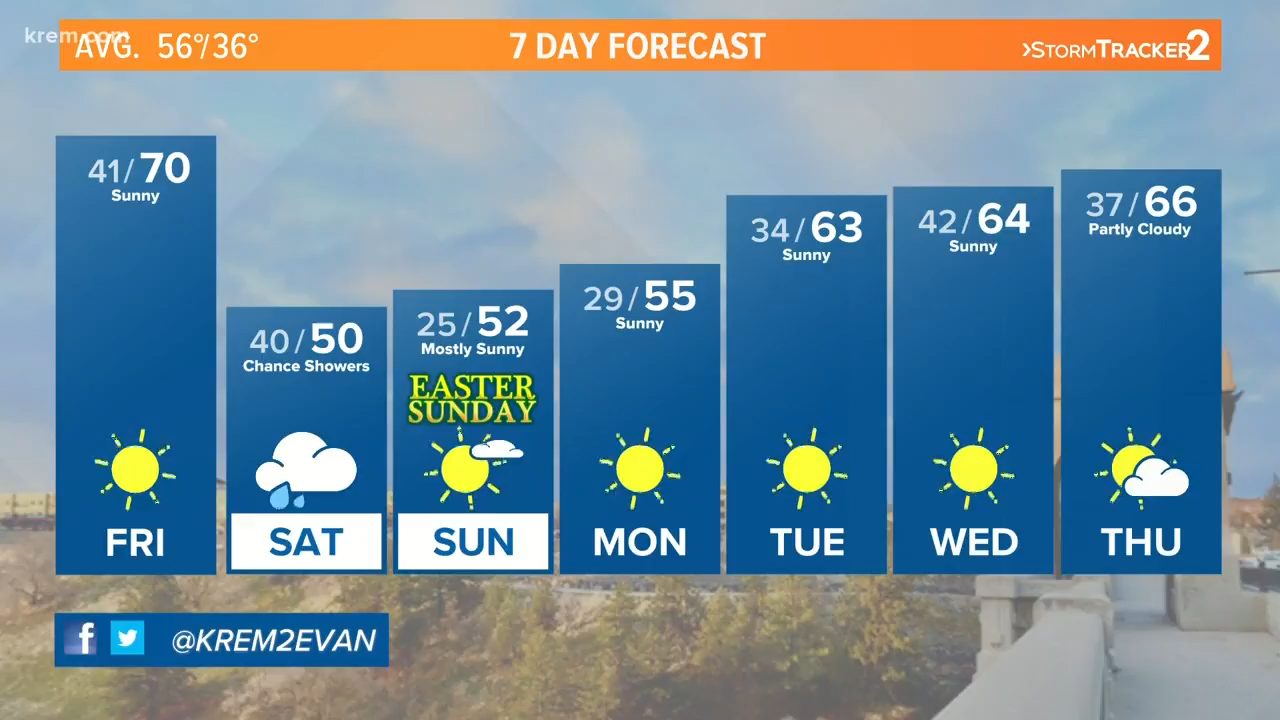 krem.com
AVG. 56°/36°
7 DAY FORECAST
STORMTRACKER2
41/70
Sunny
FRI
40/50
Chance Showers
SAT
25/52
Mostly Sunny
EASTER
SUNDAY
SUN
29/55
Sunny
MON
34/63
Sunny
TUE
42/64
Sunny
WED
37/66
Partly Cloudy
THU
f
@KREM2EVAN